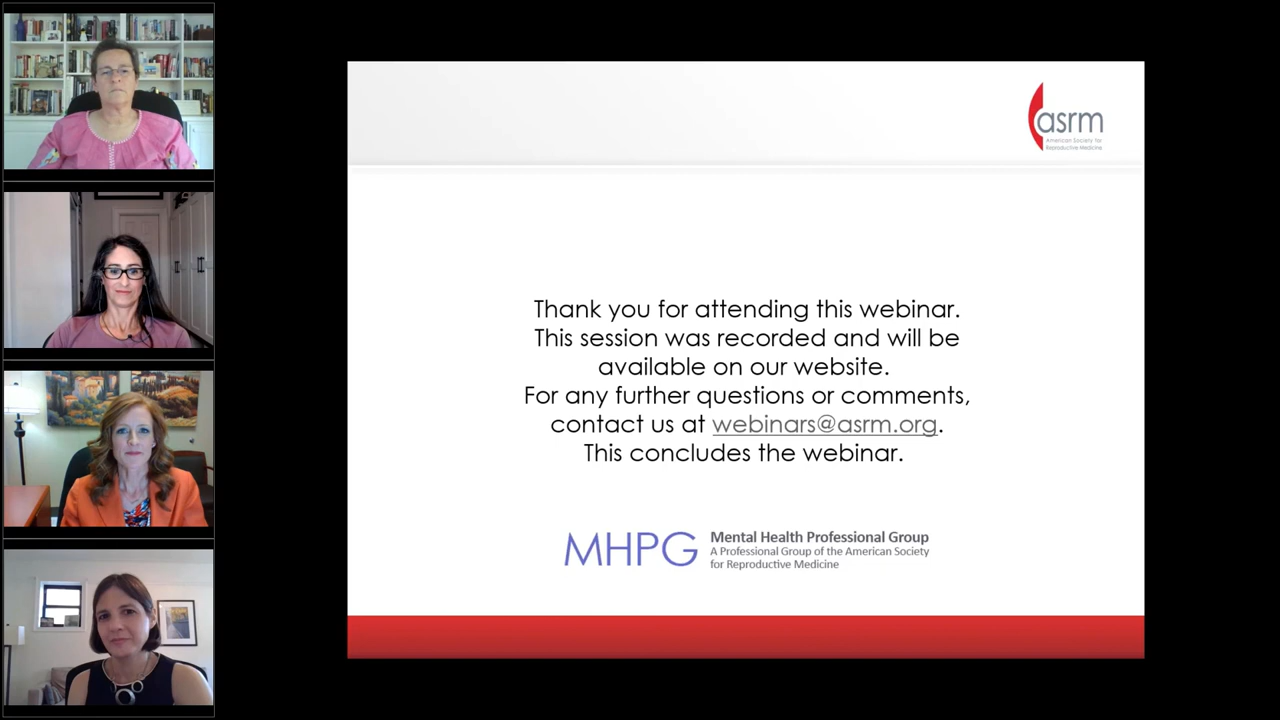 asrm
American Society for
Reproductive Medicine
Thank you for attending this webinar.
This session was recorded and will be
available on our website.
For any further questions or comments,
contact us at webinars@asrm.org.
This concludes the webinar.
MHPG
Mental Health Professional Group
A Professional Group of the American Society
for Reproductive Medicine